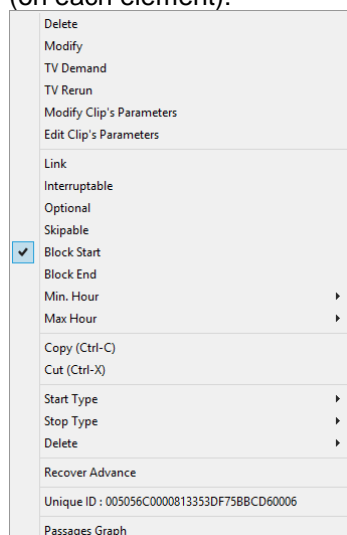 (on each element):
Delete
Modify
TV Demand
TV Rerun
Modify Clip's Parameters
Edit Clip's Parameters
Link
Interruptable
Optional
Skipable
Block Start
Block End
Min. Hour
Max Hour
Copy (Ctrl-C)
Cut (Ctrl-X)
Start Type
Stop Type
Delete
Recover Advance
Unique ID : 005056C0000813353DF75BBCD60006
Passages Graph